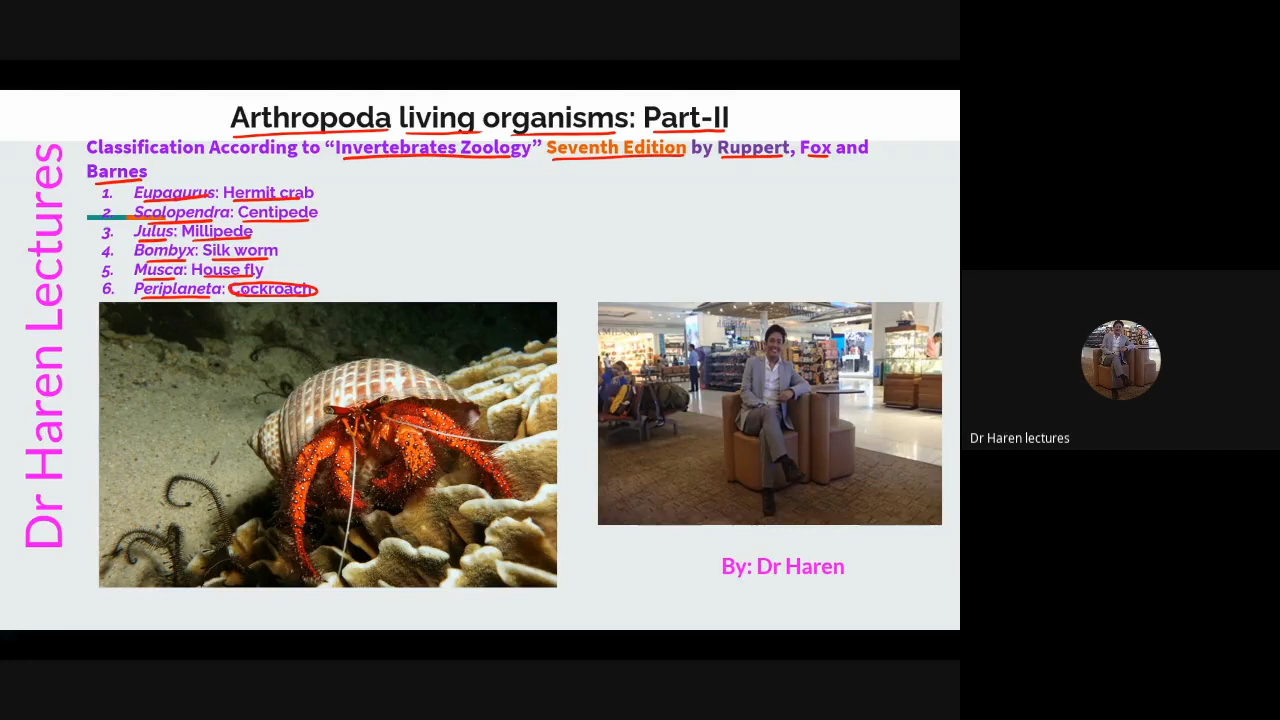 Arthropoda living organisms: Part-II
Classification According to “Invertebrates Zoology” Seventh Edition by Ruppert, Fox and
Barnes
1. Eupagurus: Hermit crab
2. Scolopendra: Centipede
3. Julus: Millipede
4. Bombyx: Silk worm
5. Musca: House fly
6. Periplaneta: Cockroach
Dr Haren Lectures
By: Dr Haren
Dr Haren lectures